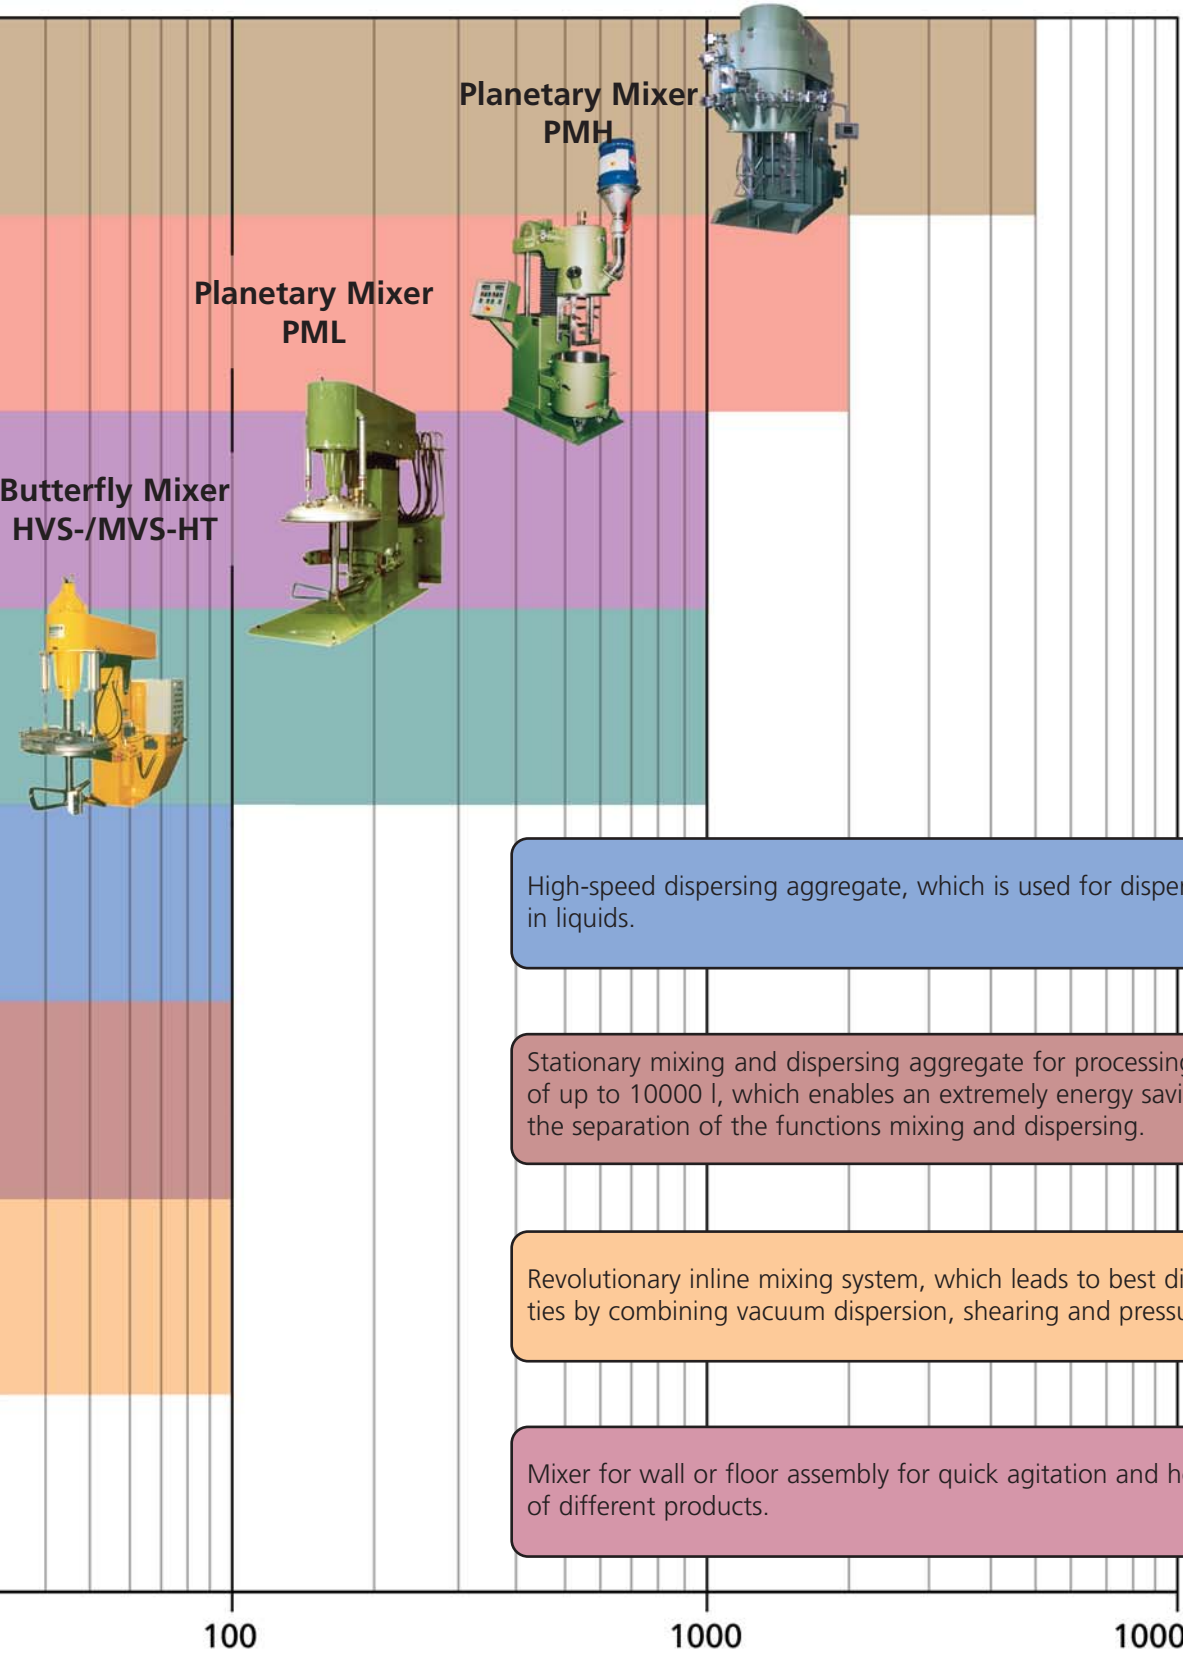 Planetary Mixer
PMH
Planetary Mixer
PML
Butterfly Mixer
HVS-/MVS-HT
High-speed dispersing aggregate, which is used for disper
in liquids.
Stationary mixing and dispersing aggregate for processing
of up to 10000 l, which enables an extremely energy savi
the separation of the functions mixing and dispersing.
Revolutionary inline mixing system, which leads to best di
ties by combining vacuum dispersion, shearing and pressu
Mixer for wall or floor assembly for quick agitation and h
of different products.
100
1000
1000